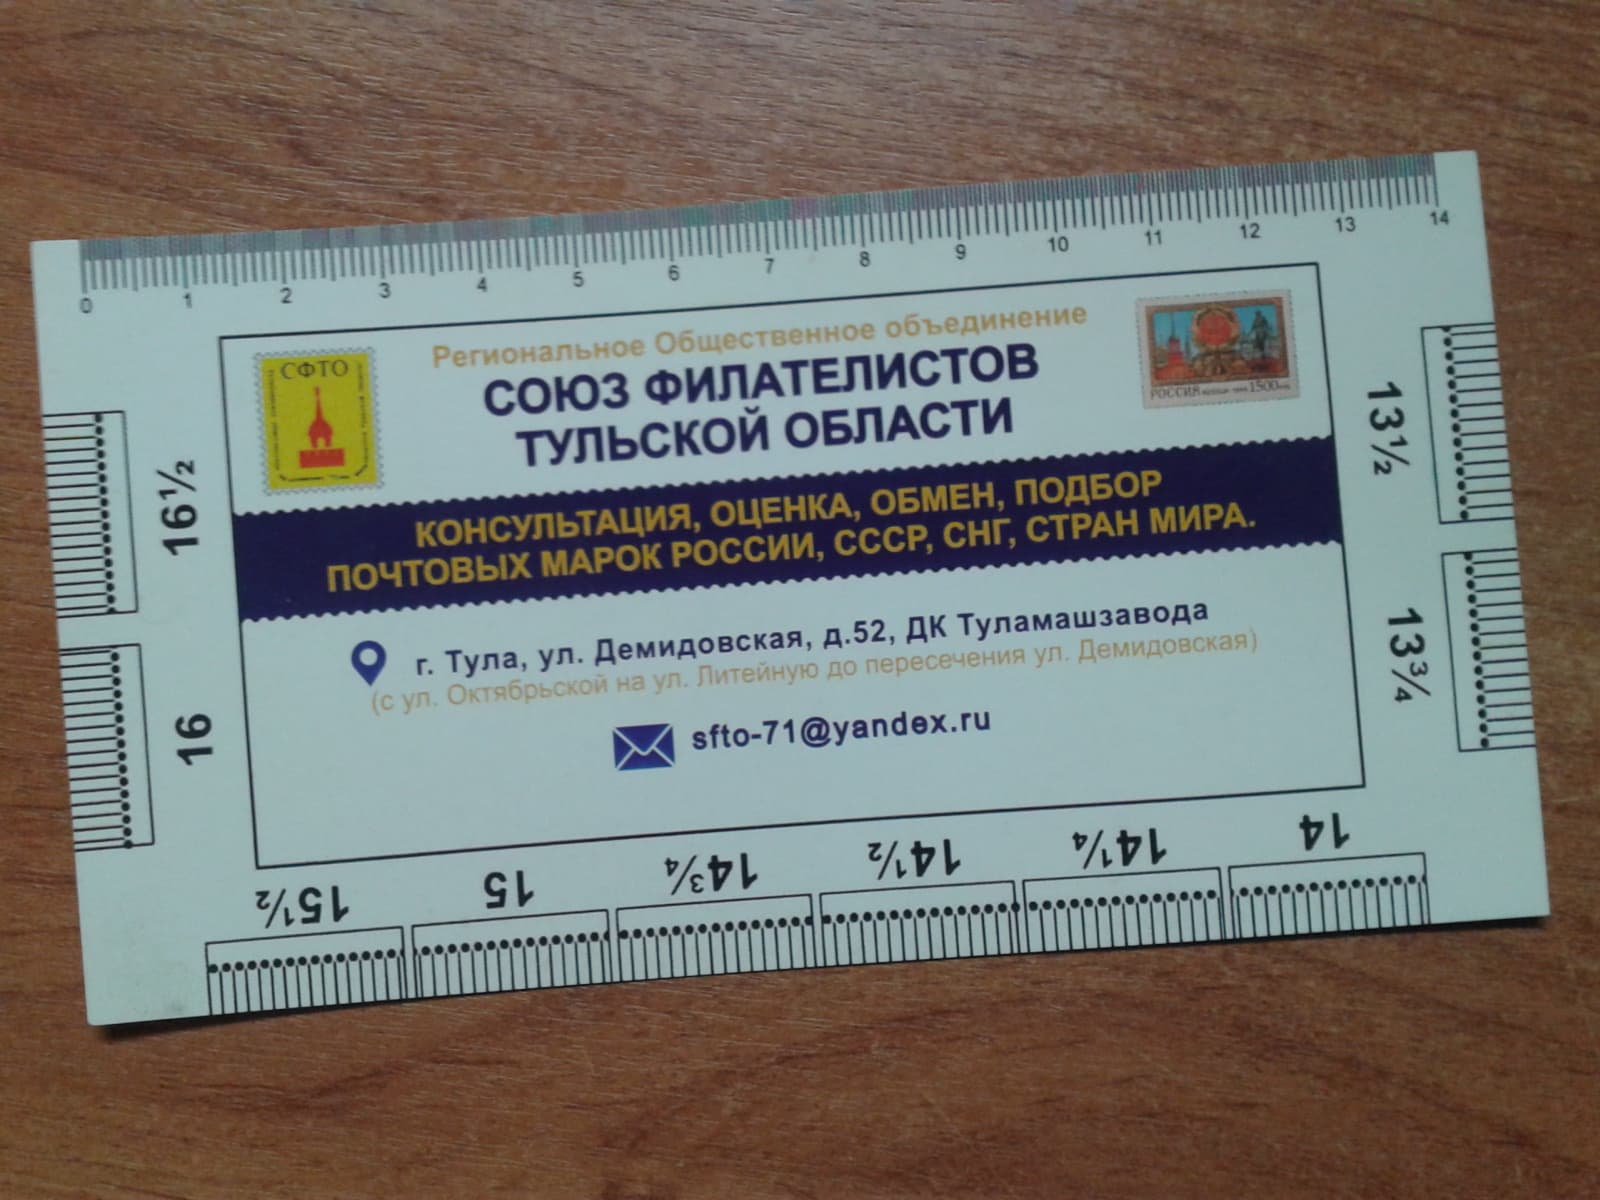 0 1 2 3 4 5 6 7 8 9 10 11 12 13 14
СФТО
Региональное Общественное объединение
СОЮЗ ФИЛАТЕЛИСТОВ
ТУЛЬСКОЙ ОБЛАСТИ
РОССИЯ 1500
КОНСУЛЬТАЦИЯ, ОЦЕНКА, ОБМЕН, ПОДБОР
ПОЧТОВЫХ МАРОК РОССИИ, СССР, СНГ, СТРАН МИРА.
г. Тула, ул. Демидовская, д.52, ДК Туламашзавода
(с ул. Октябрьской на ул. Литейную до пересечения ул. Демидовская)
sfto-71@yandex.ru
16½
16
15½
15
14¾
14½
14¼
14
13¾
13½